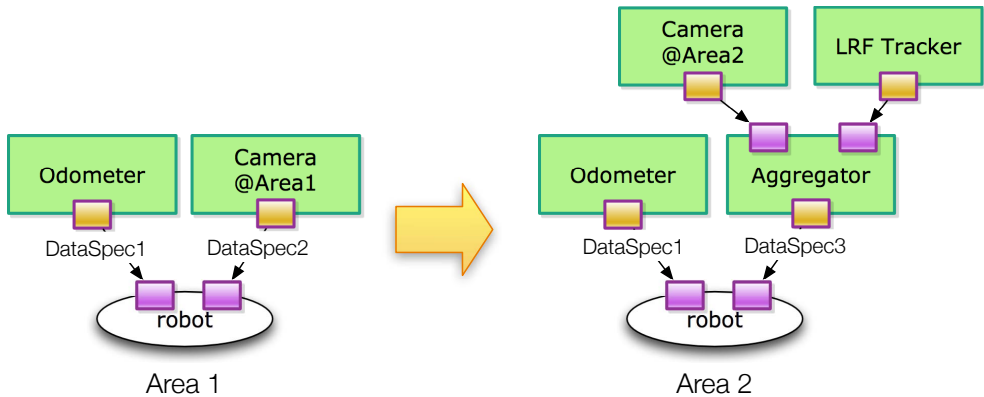 Camera
@Area2
LRF Tracker
Odometer
Camera
@Area1
Odometer
Aggregator
DataSpec1
DataSpec2
DataSpec1
DataSpec3
robot
robot
Area 1
Area 2